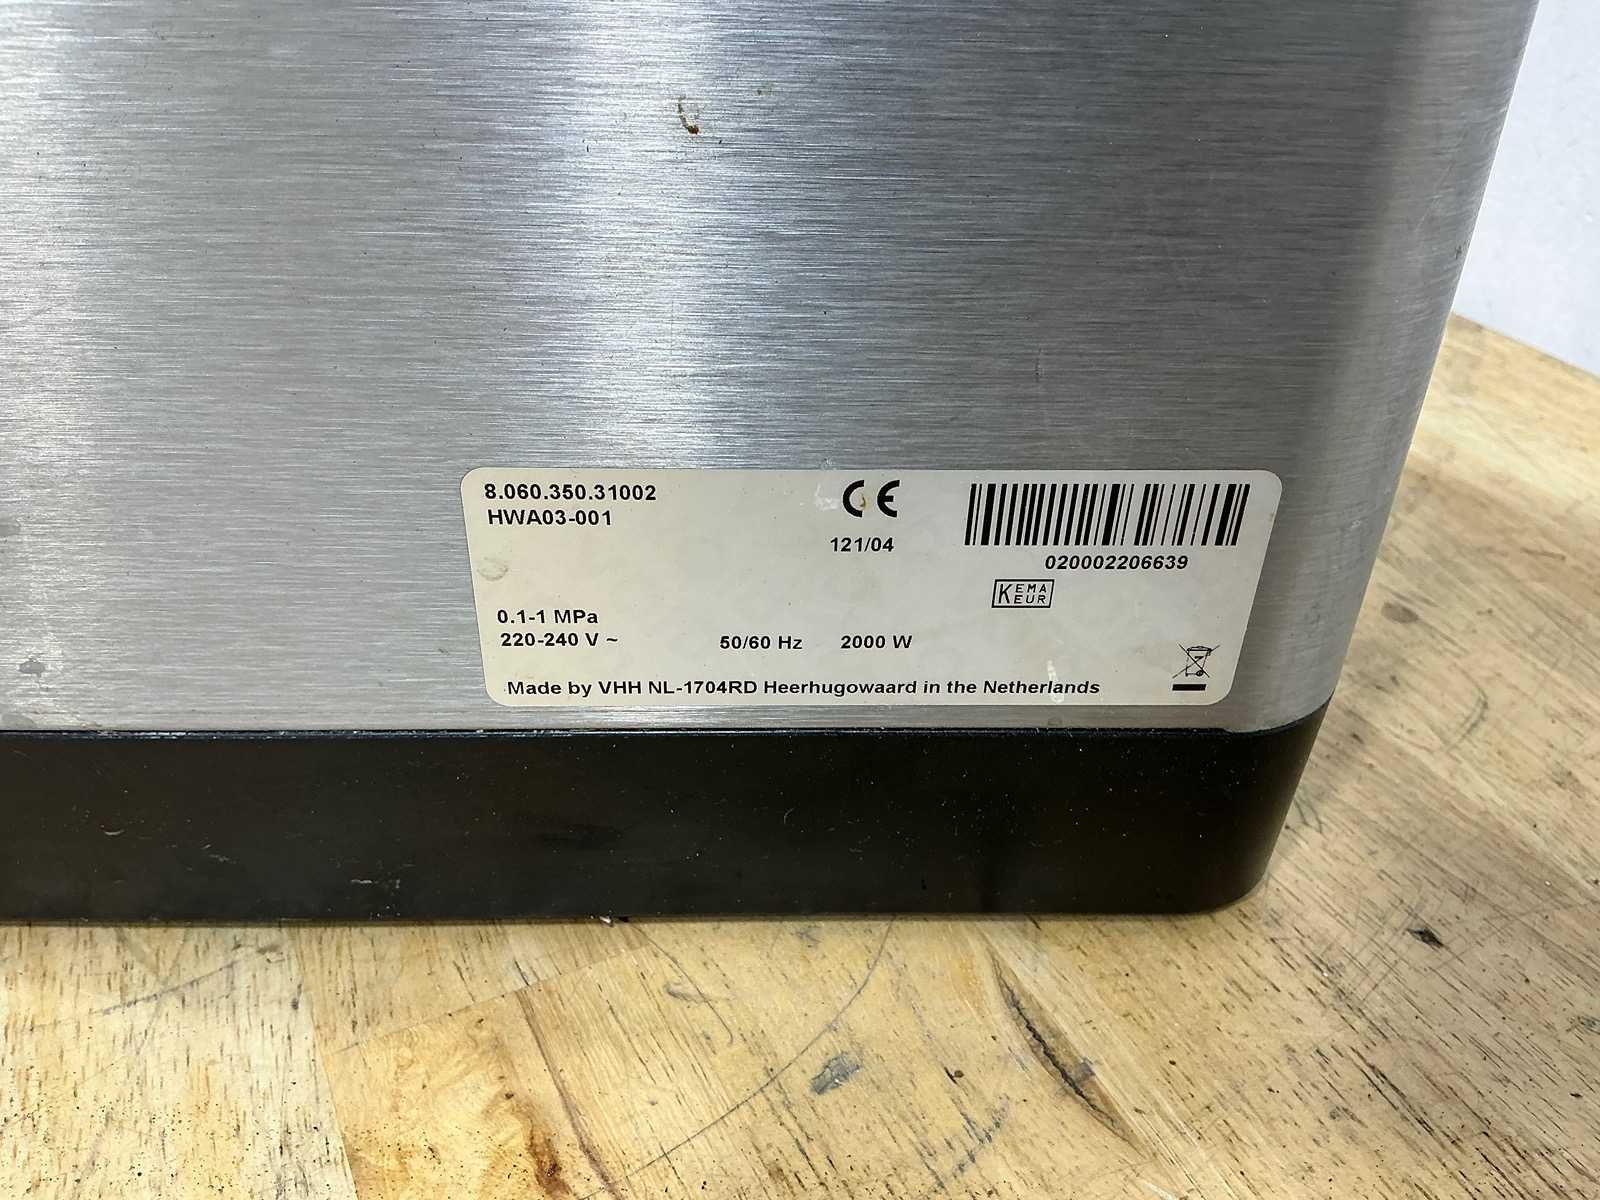 8.060.350.31002
HWA03-001
CE
121/04
020002206639
KEMA
KEUR
0.1-1 MPa
220-240 V ~ 50/60 Hz 2000 W
Made by VHH NL-1704RD Heerhugowaard in the Netherlands